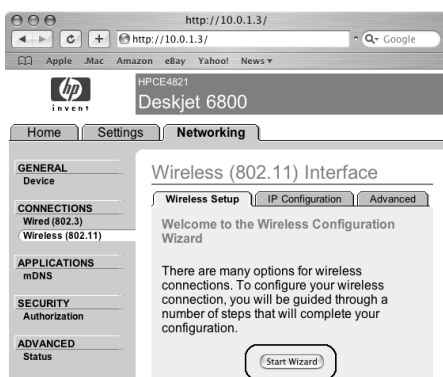 http://10.0.1.3/
http://10.0.1.3/
Google
Apple .Mac Amazon eBay Yahoo! News
hp
invent
HPCE4821
Deskjet 6800
Home Settings Networking
GENERAL
Device
CONNECTIONS
Wired (802.3)
Wireless (802.11)
APPLICATIONS
mDNS
SECURITY
Authorization
ADVANCED
Status
Wireless (802.11) Interface
Wireless Setup IP Configuration Advanced
Welcome to the Wireless Configuration
Wizard
There are many options for wireless
connections. To configure your wireless
connection, you will be guided through a
number of steps that will complete your
configuration.
Start Wizard